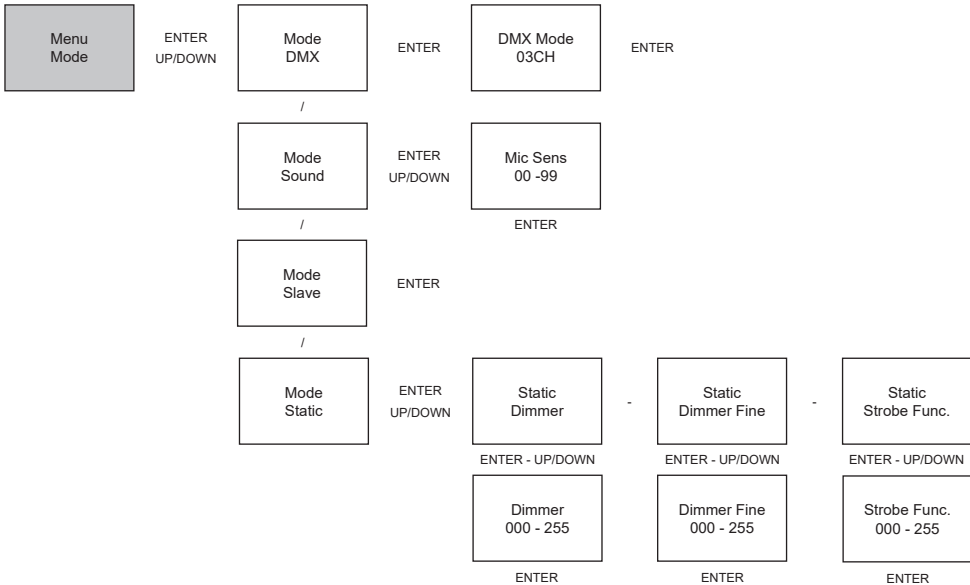 Menu
Mode
ENTER
UP/DOWN
Mode
DMX
ENTER
DMX Mode
03CH
ENTER
/
Mode
Sound
ENTER
UP/DOWN
Mic Sens
00 -99
ENTER
/
Mode
Slave
ENTER
/
Mode
Static
ENTER
UP/DOWN
Static
Dimmer
-
Static
Dimmer Fine
-
Static
Strobe Func.
ENTER - UP/DOWN
ENTER - UP/DOWN
ENTER - UP/DOWN
Dimmer
000 - 255
Dimmer Fine
000 - 255
Strobe Func.
000 - 255
ENTER
ENTER
ENTER